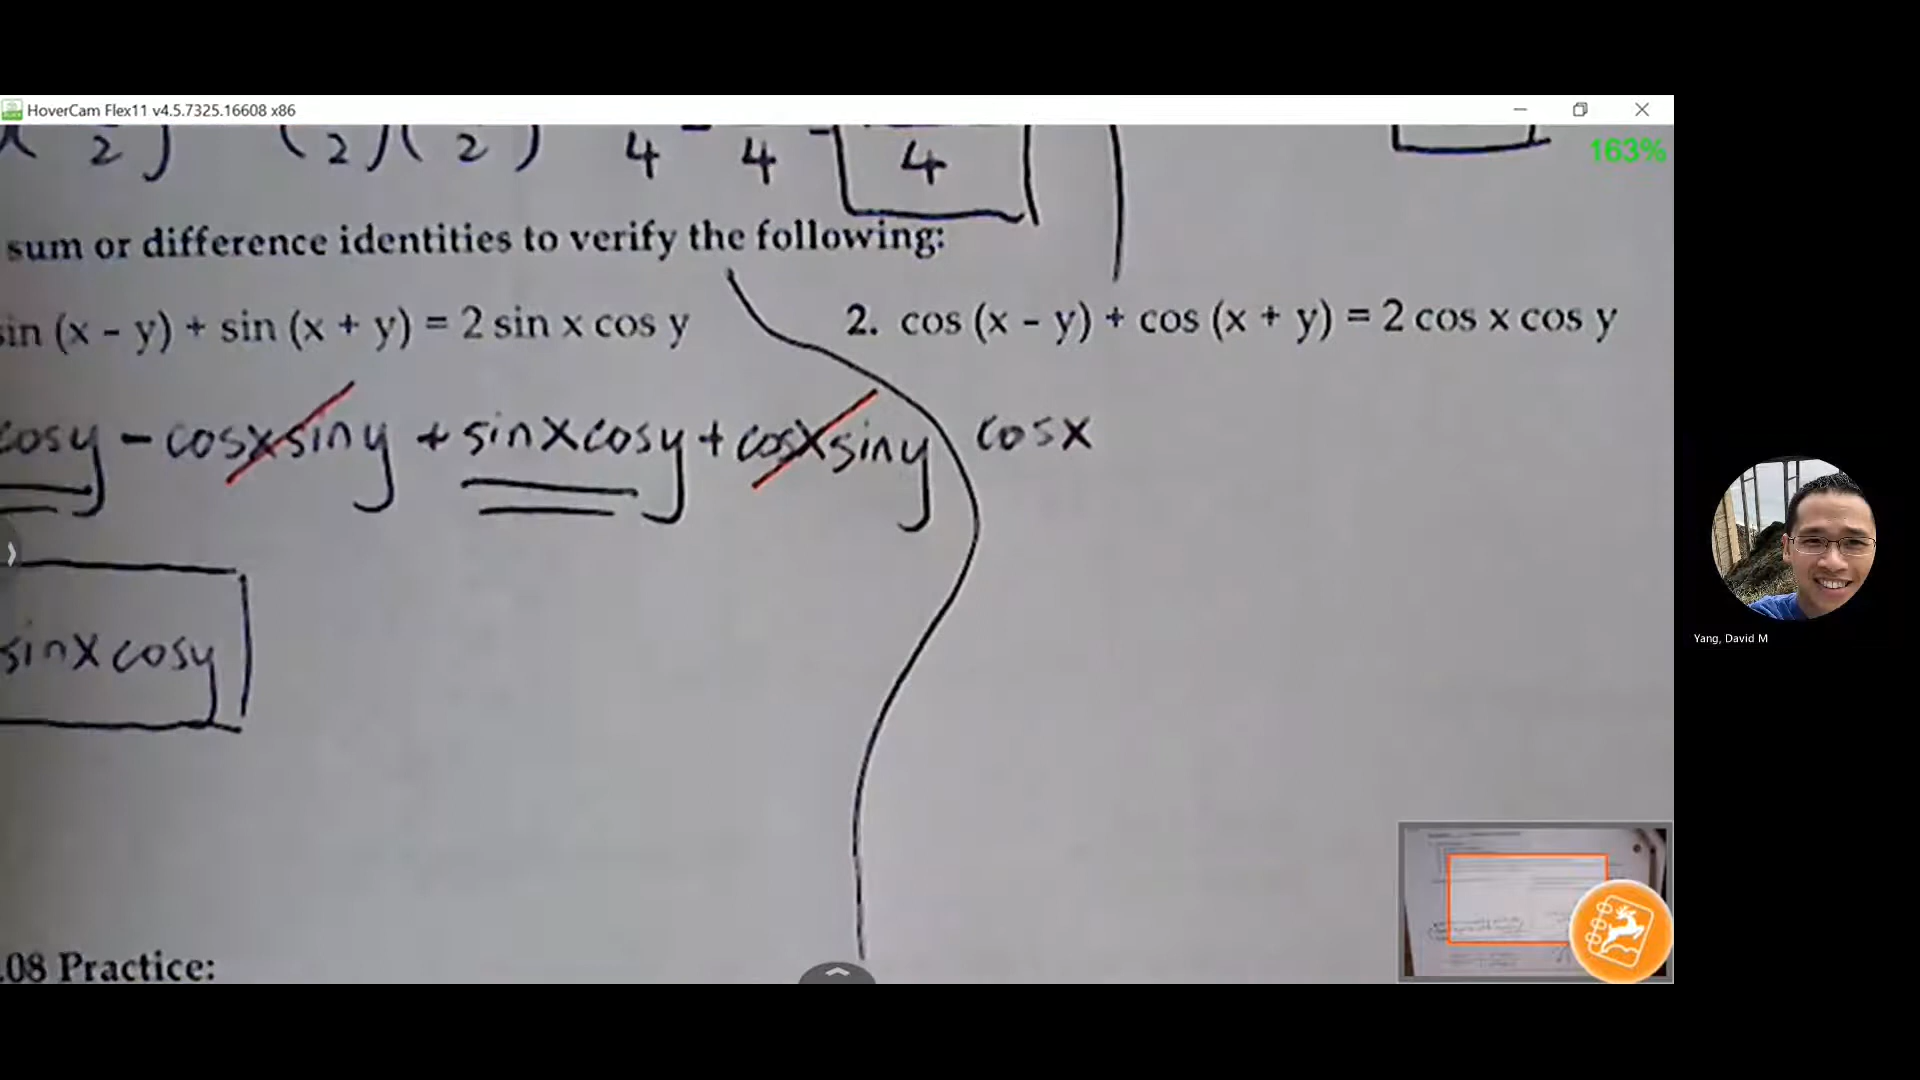 HoverCam Flex11 v4.5.7325.16608 x86
163%
2 2 2 4 4 4
sum or difference identities to verify the following:
sin (x - y) + sin (x + y) = 2 sin x cos y
2. cos (x - y) + cos (x + y) = 2 cos x cos y
cosy - cosxsiny + sinxcosy + cosxsiny
cosx
sinxcosy
.08 Practice:
Yang, David M